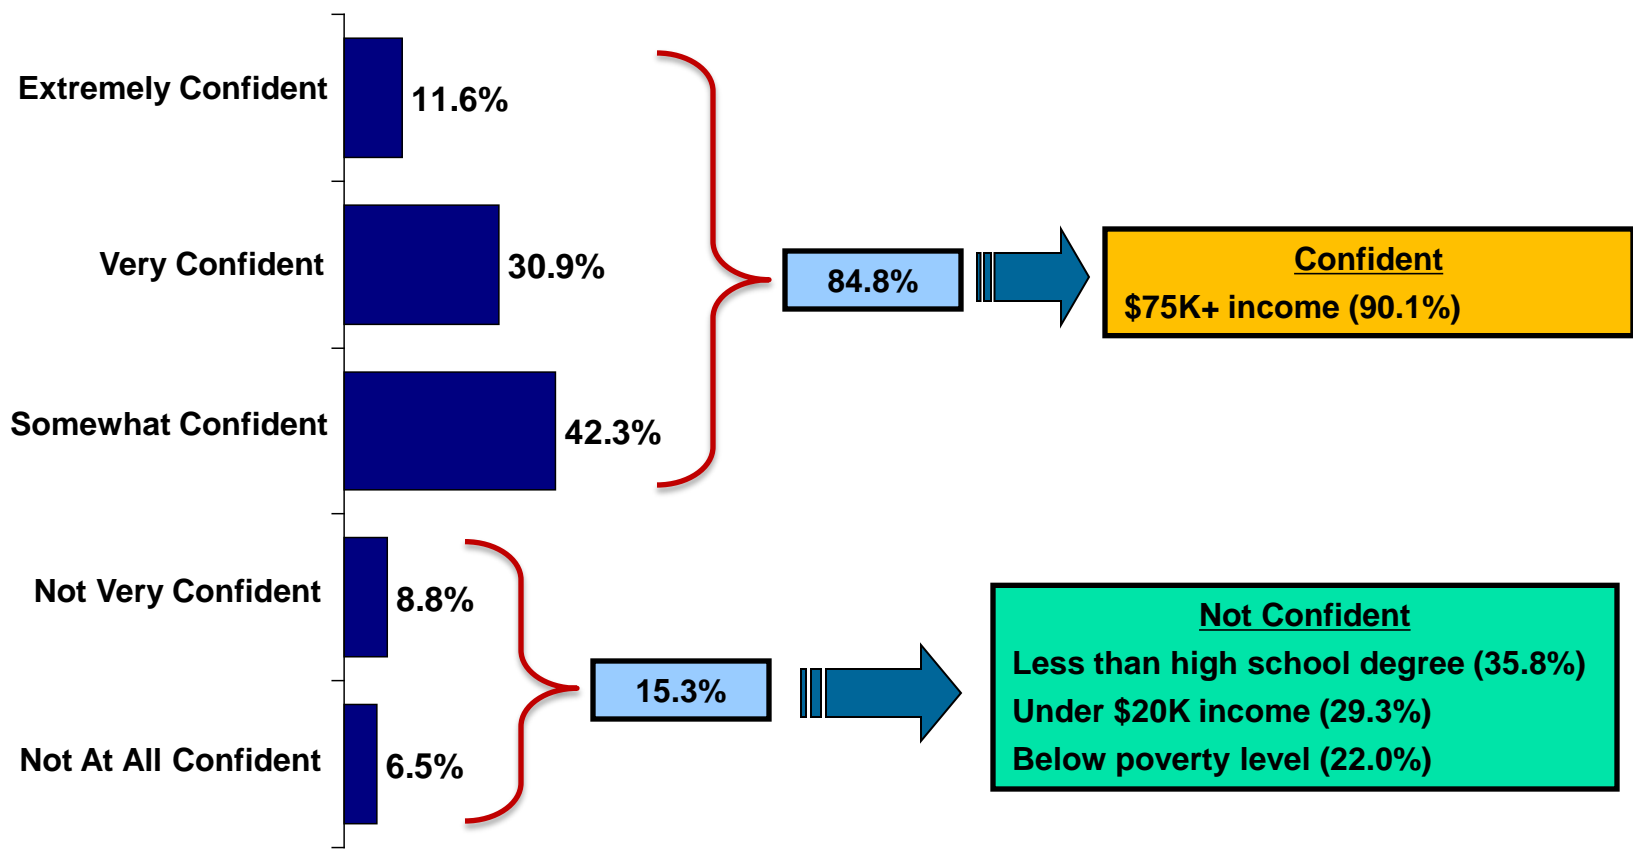 Extremely Confident
11.6%
Very Confident
30.9%
Somewhat Confident
42.3%
84.8%
Confident
$75K+ income (90.1%)
Not Very Confident
8.8%
Not At All Confident
6.5%
15.3%
Not Confident
Less than high school degree (35.8%)
Under $20K income (29.3%)
Below poverty level (22.0%)